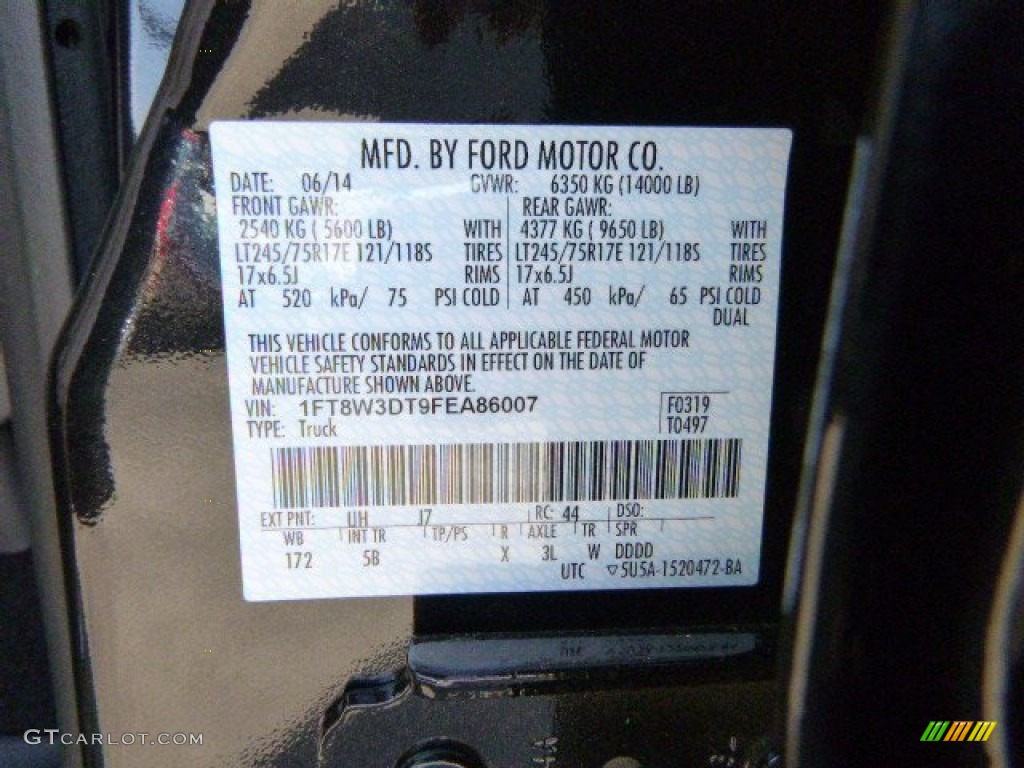 MFD. BY FORD MOTOR CO.
DATE: 06/14 GVWR: 6350 KG (14000 LB)
FRONT GAWR: REAR GAWR:
2540 KG ( 5600 LB) WITH 4377 KG ( 9650 LB) WITH
LT245/75R17E 121/118S TIRES LT245/75R17E 121/118S TIRES
17x6.5J RIMS 17x6.5J RIMS
AT 520 kPa/ 75 PSI COLD AT 450 kPa/ 65 PSI COLD
DUAL
THIS VEHICLE CONFORMS TO ALL APPLICABLE FEDERAL MOTOR
VEHICLE SAFETY STANDARDS IN EFFECT ON THE DATE OF
MANUFACTURE SHOWN ABOVE.
VIN: 1FT8W3DT9FEA86007 F0319
TYPE: Truck T0497
EXT PNT: UH J7 RC: 44 DSO:
WB INT TR TP/PS R AXLE TR SPR
172 5B X 3L W DDDD
UTC ▽5U5A-1520472-BA
GTCARLOT.COM